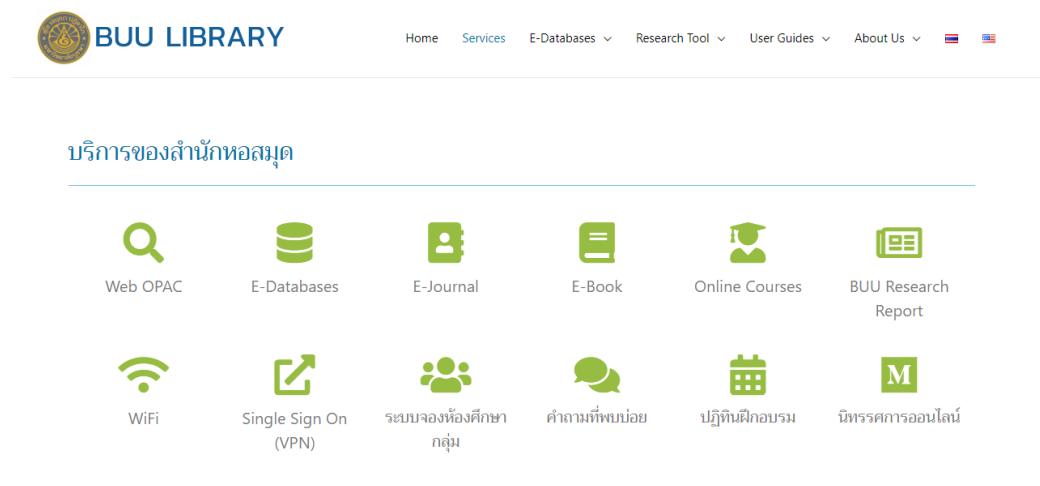 BUU LIBRARY
Home Services E-Databases Research Tool User Guides About Us
บริการของสำนักหอสมุด
Web OPAC E-Databases E-Journal E-Book Online Courses BUU Research
Report
M
WiFi Single Sign On ระบบจองห้องศึกษา คำถามที่พบบ่อย ปฏิทินฝึกอบรม นิทรรศการออนไลน์
(VPN) กลุ่ม